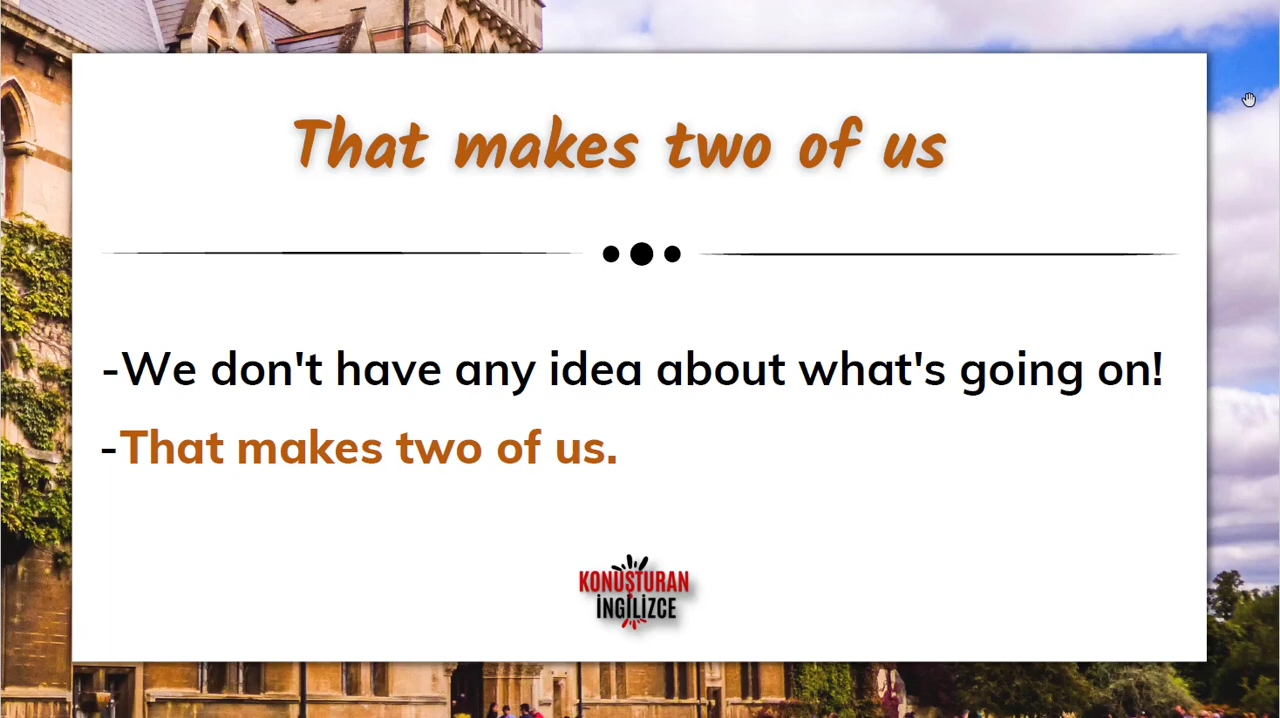 That makes two of us
-We don't have any idea about what's going on!
-That makes two of us.
KONUŞTURAN
İNGİLİZCE